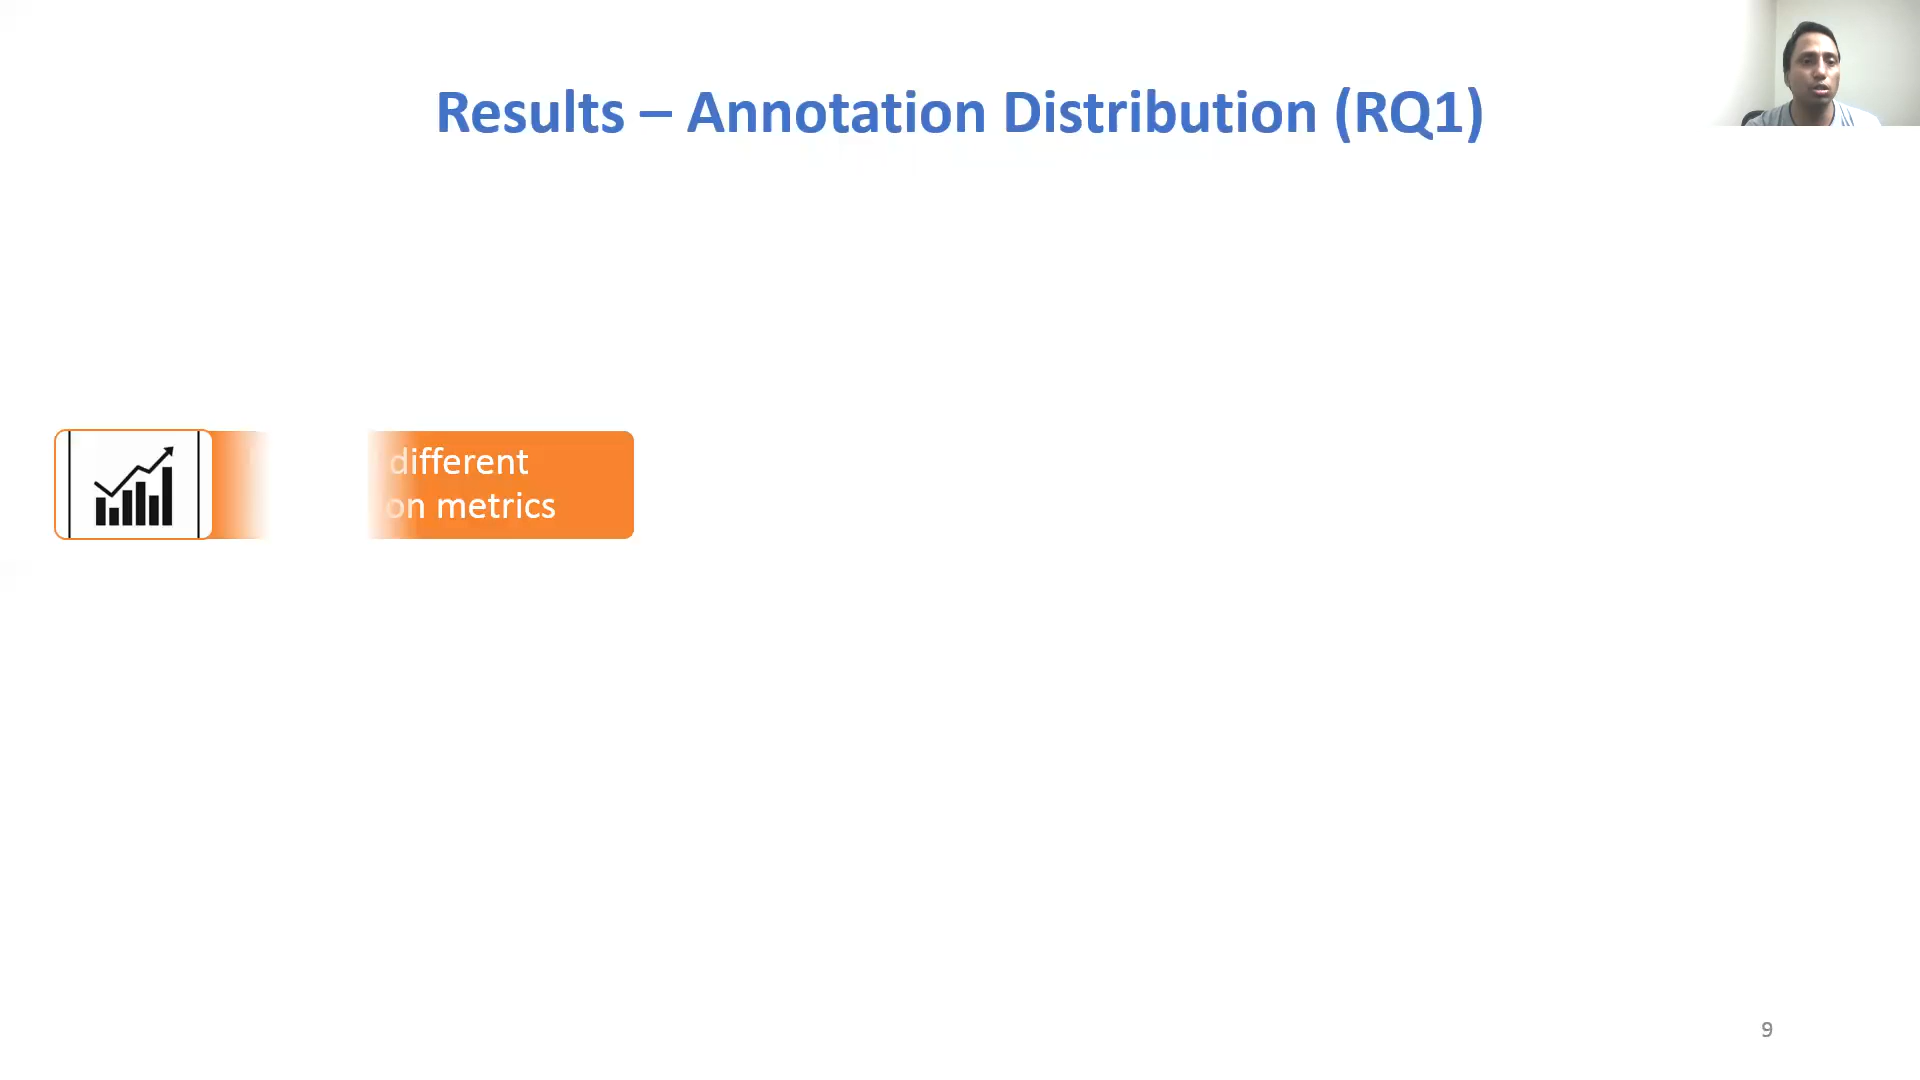 Results – Annotation Distribution (RQ1)
different
on metrics
9